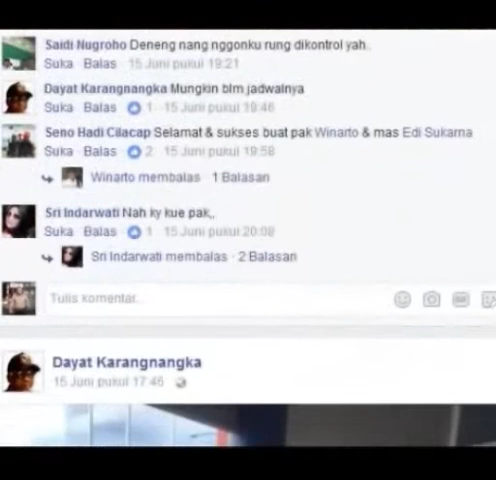 Saidi Nugroho Deneng nang nggonku rung dikontrol yah..
Suka · Balas · 15 Juni pukul 19:21
Dayat Karangnangka Mungkin blm jadwalnya
Suka · Balas · 1 · 15 Juni pukul 19:46
Seno Hadi Cilacap Selamat & sukses buat pak Winarto & mas Edi Sukarna
Suka · Balas · 2 · 15 Juni pukul 19:58
Winarto membalas · 1 Balasan
Sri Indarwati Nah ky kue pak,,
Suka · Balas · 1 · 15 Juni pukul 20:08
Sri Indarwati membalas · 2 Balasan
Tulis komentar...
Dayat Karangnangka
15 Juni pukul 17:46 ·